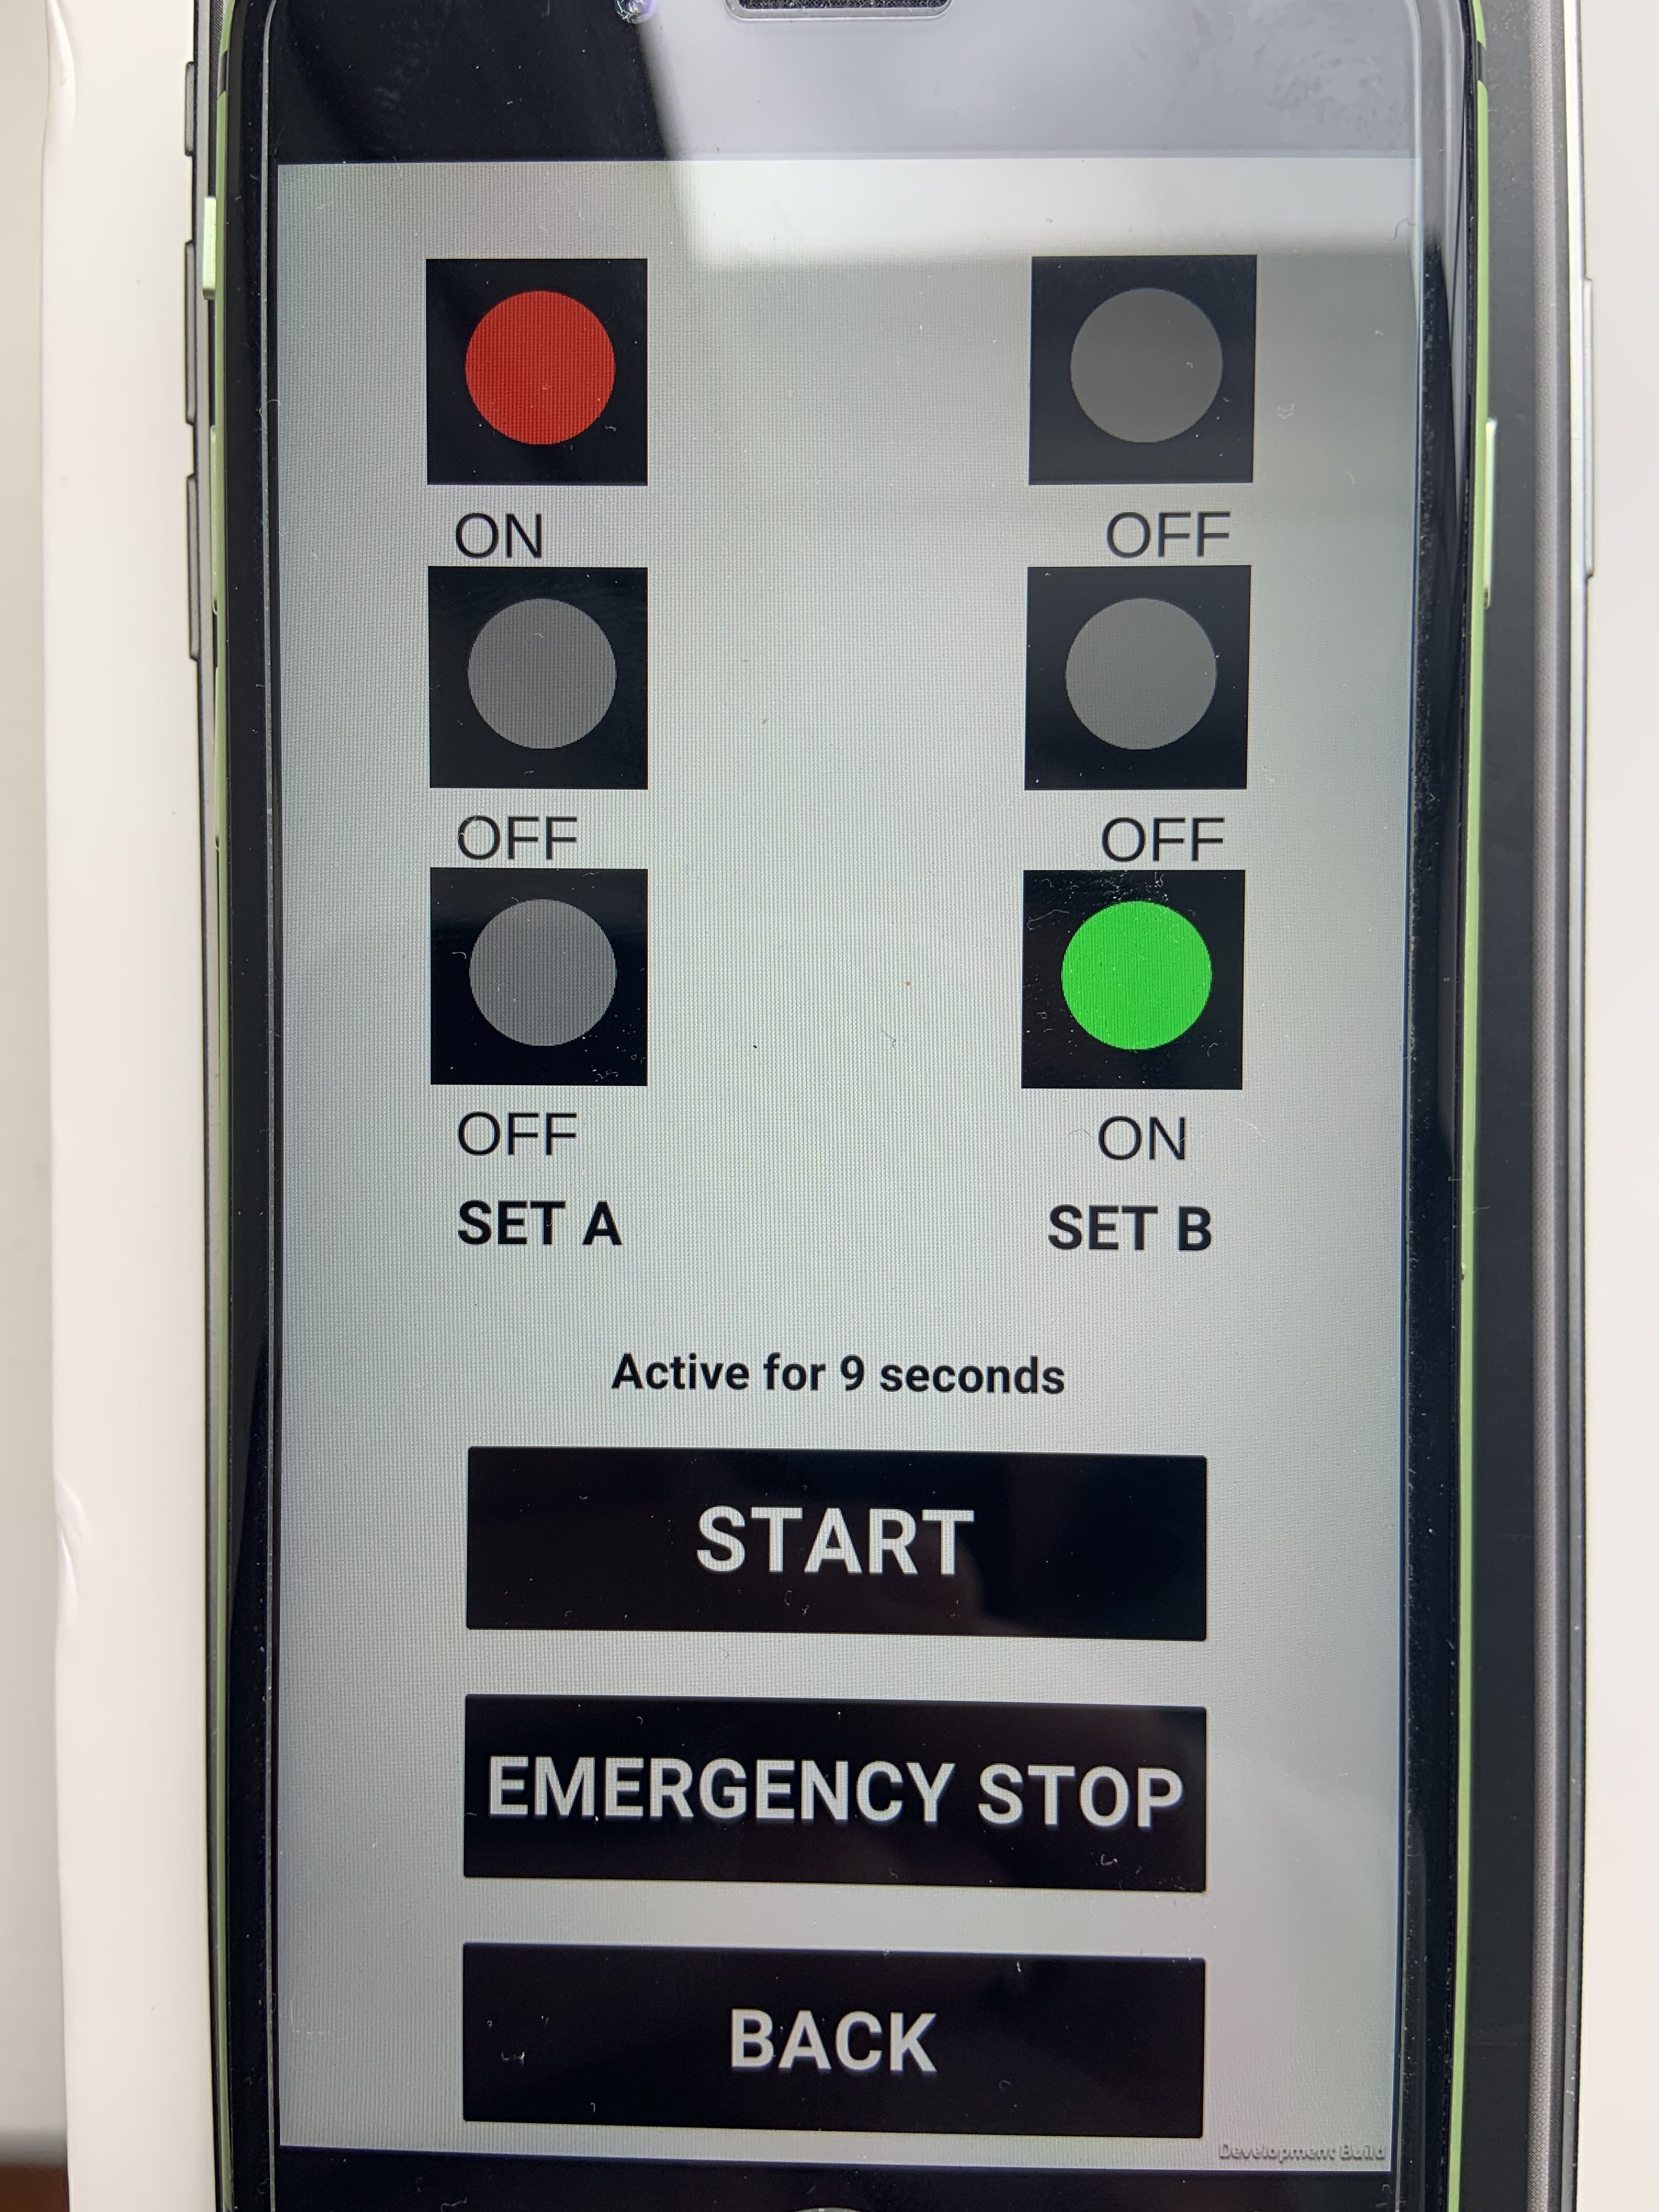 ON OFF
OFF OFF
OFF ON
SET A SET B
Active for 9 seconds
START
EMERGENCY STOP
BACK
Development Build